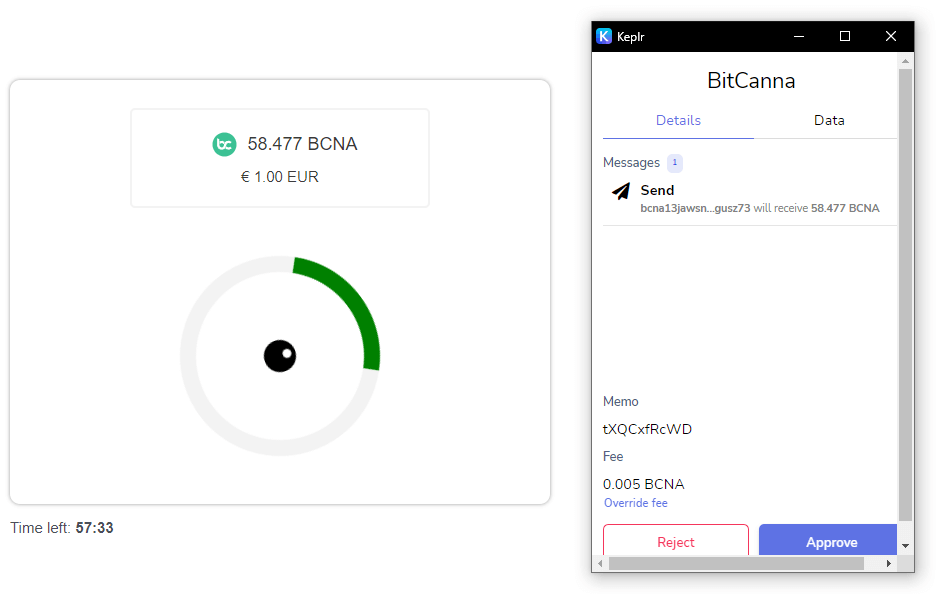 bc 58.477 BCNA
€ 1.00 EUR
Time left: 57:33
K Keplr
BitCanna
Details Data
Messages 1
Send
bcna13jawsn...gusz73 will receive 58.477 BCNA
Memo
tXQCxfRcWD
Fee
0.005 BCNA
Override fee
Reject Approve